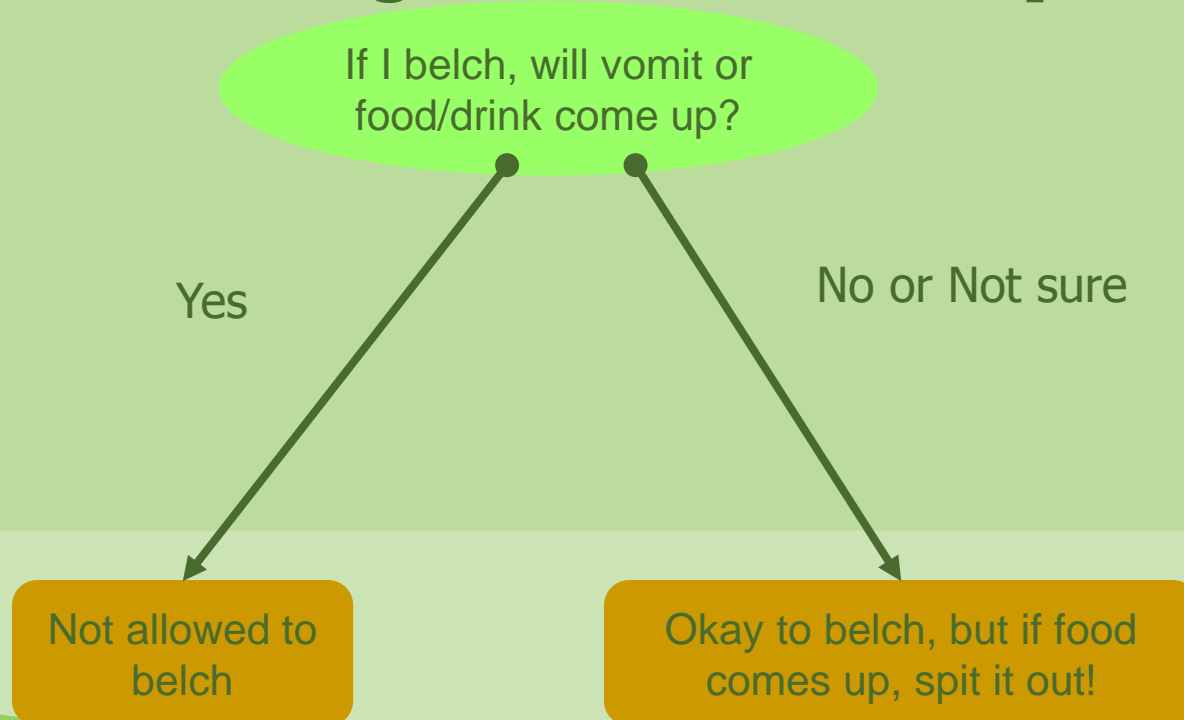 If I belch, will vomit or
food/drink come up?
Yes
No or Not sure
Not allowed to
belch
Okay to belch, but if food
comes up, spit it out!